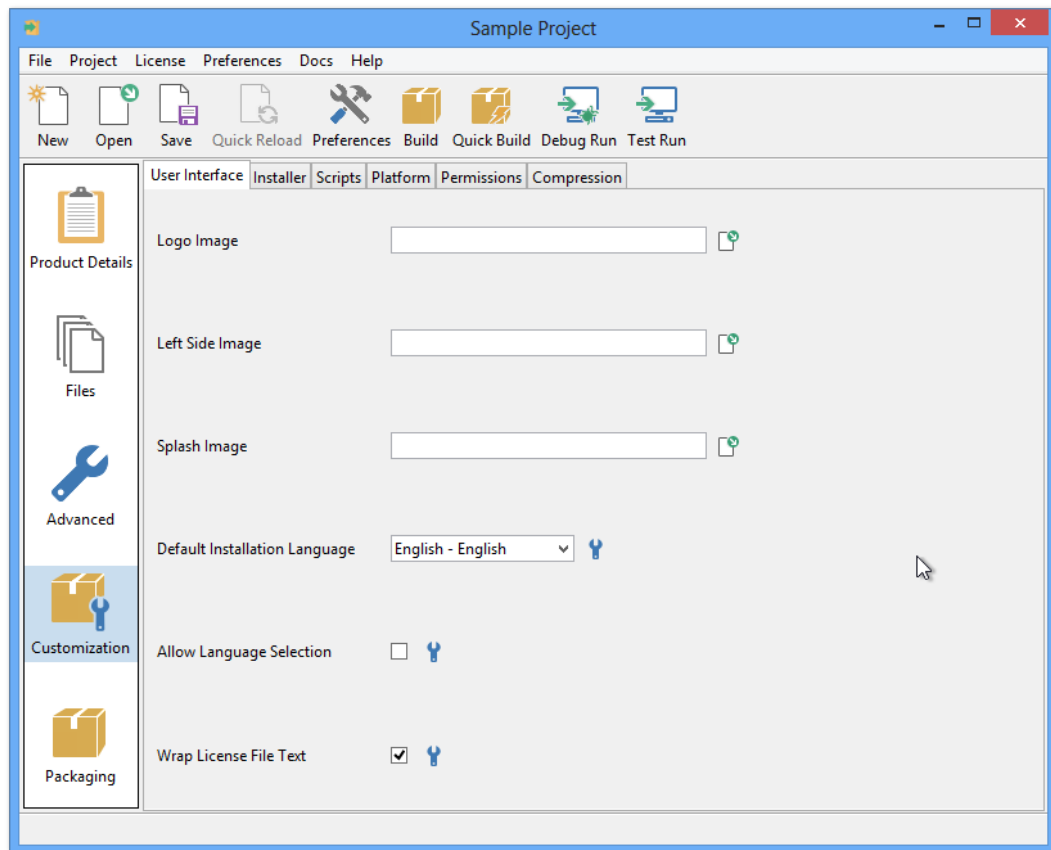 Sample Project
File Project License Preferences Docs Help
New Open Save Quick Reload Preferences Build Quick Build Debug Run Test Run
User Interface Installer Scripts Platform Permissions Compression
Product Details
Files
Advanced
Customization
Packaging
Logo Image
Left Side Image
Splash Image
Default Installation Language English - English
Allow Language Selection
Wrap License File Text